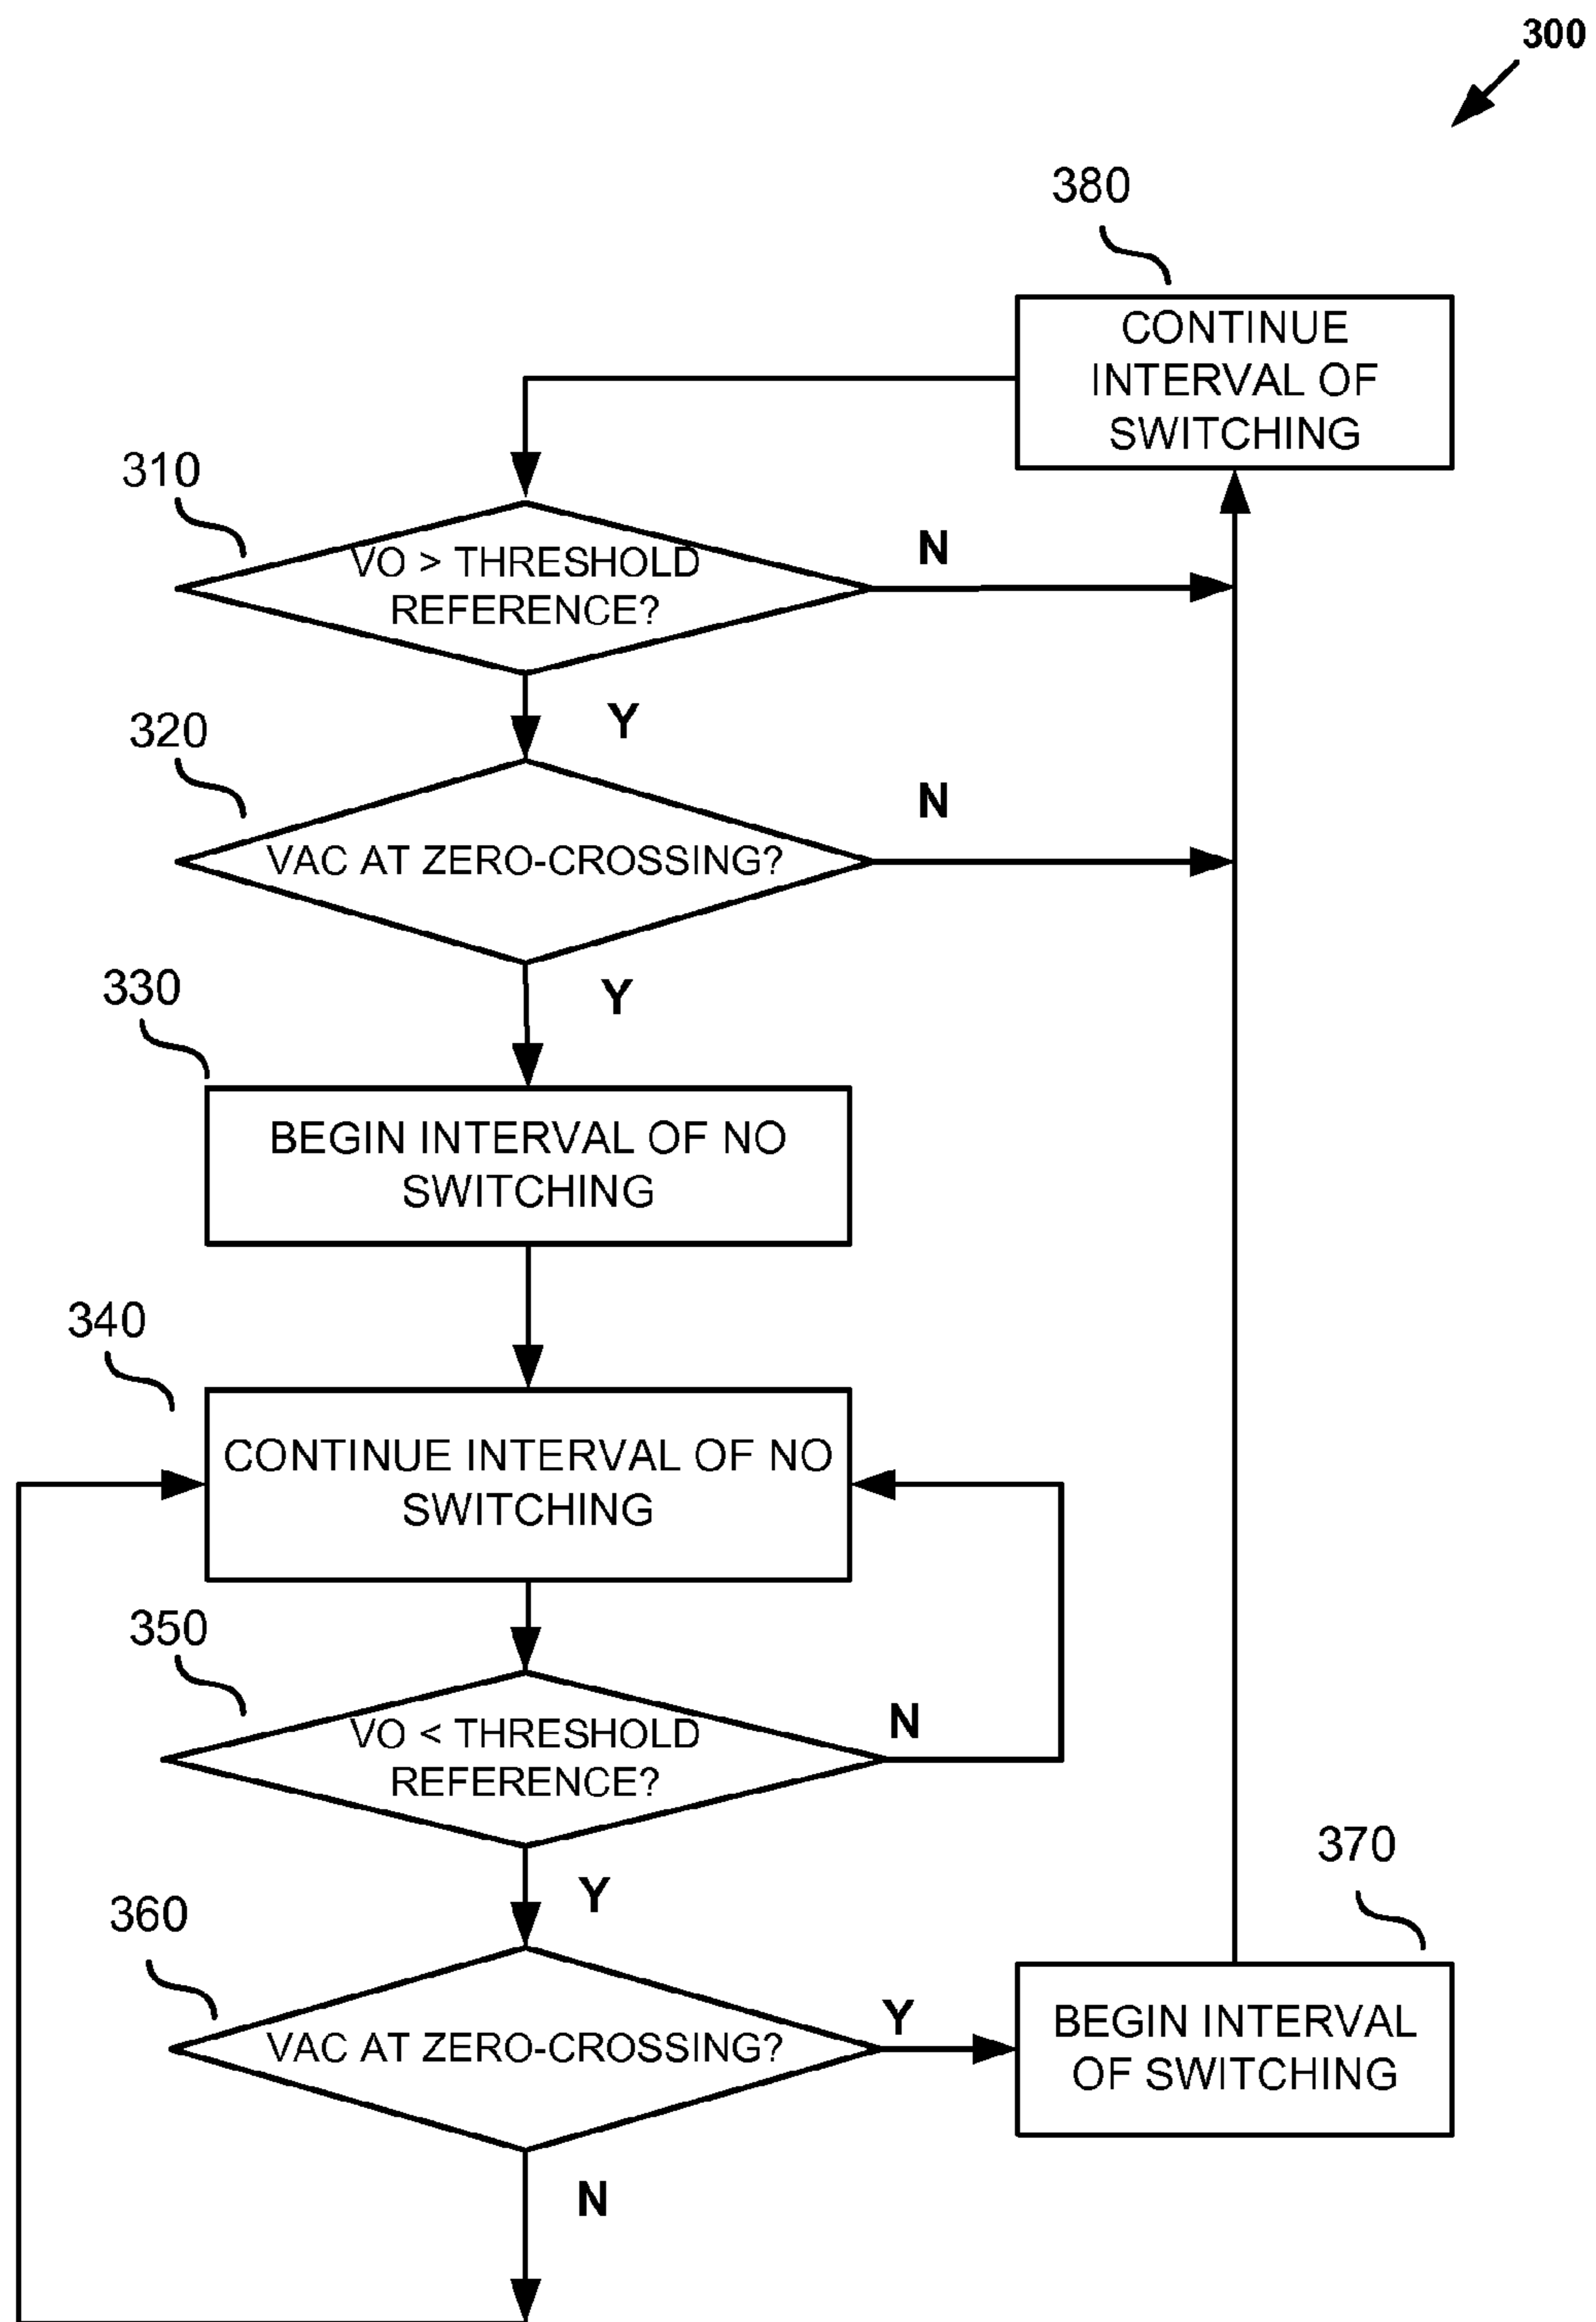 300
380
CONTINUE
INTERVAL OF
SWITCHING
310
VO > THRESHOLD
REFERENCE?
N
Y
320
VAC AT ZERO-CROSSING?
N
Y
330
BEGIN INTERVAL OF NO
SWITCHING
340
CONTINUE INTERVAL OF NO
SWITCHING
350
VO < THRESHOLD
REFERENCE?
N
Y
360
VAC AT ZERO-CROSSING?
Y
N
370
BEGIN INTERVAL
OF SWITCHING